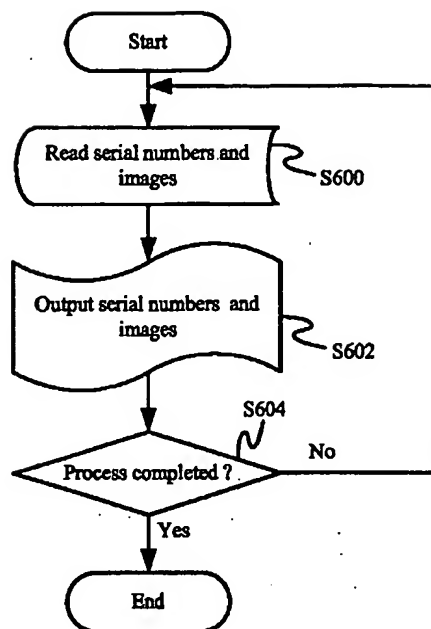 Start
Read serial numbers and
images
S600
Output serial numbers and
images
S602
S604
Process completed ?
No
Yes
End